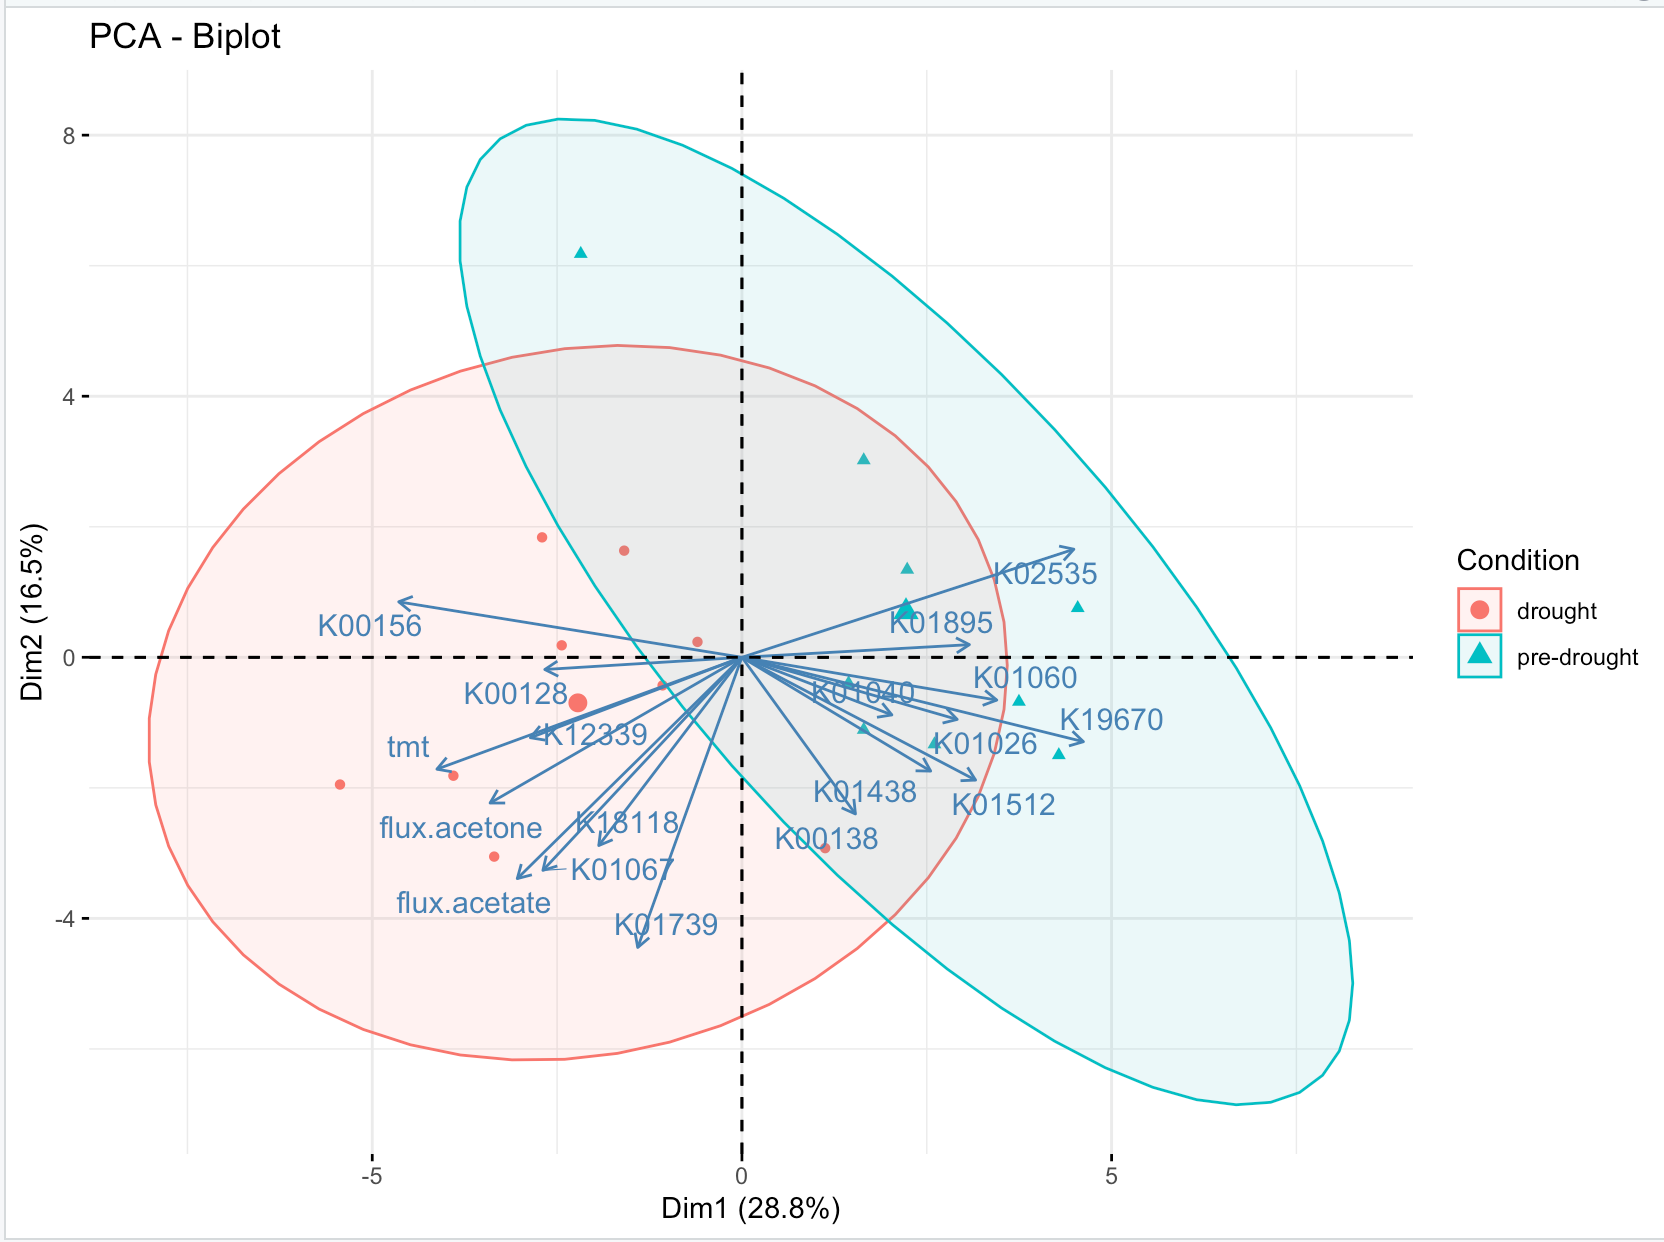 PCA - Biplot
8
4
0
-4
-5
0
5
Dim2 (16.5%)
Dim1 (28.8%)
K02535
K01895
K00156
K01060
K00128
K01040
K19670
K12339
tmt
K01026
K01438
K01512
flux.acetone
K18118
K00138
K01067
flux.acetate
K01739
Condition
drought
pre-drought